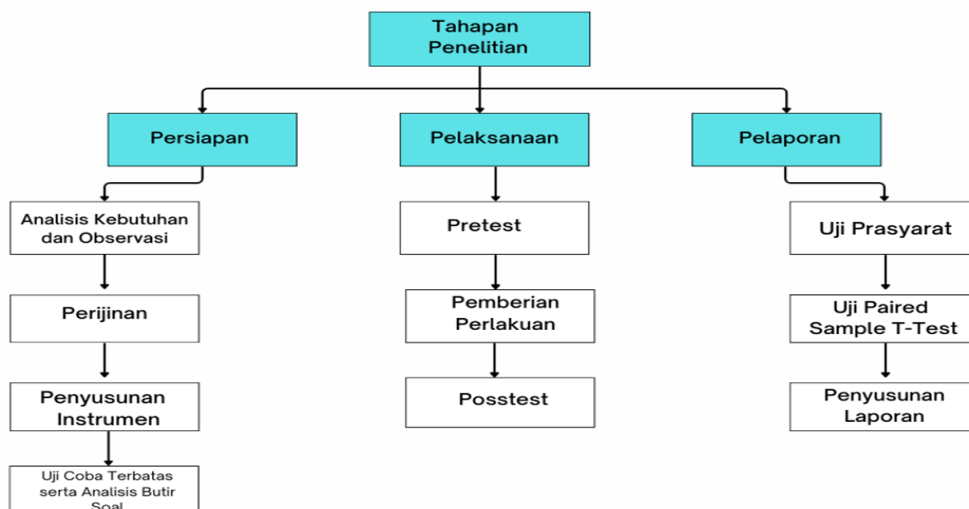 Tahapan
Penelitian
Persiapan
Pelaksanaan
Pelaporan
Analisis Kebutuhan
dan Observasi
Perijinan
Penyusunan
Instrumen
Uji Coba Terbatas
serta Analisis Butir
Soal
Pretest
Pemberian
Perlakuan
Posstest
Uji Prasyarat
Uji Paired
Sample T-Test
Penyusunan
Laporan